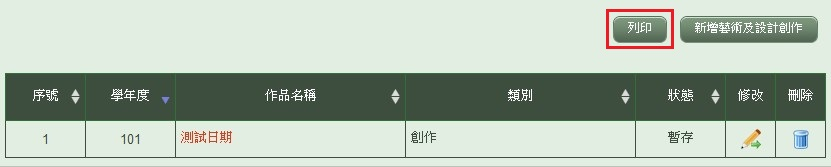 列印 新增藝術及設計創作
序號 學年度 作品名稱 類別 狀態 修改 刪除
1 101 測試日期 創作 暫存